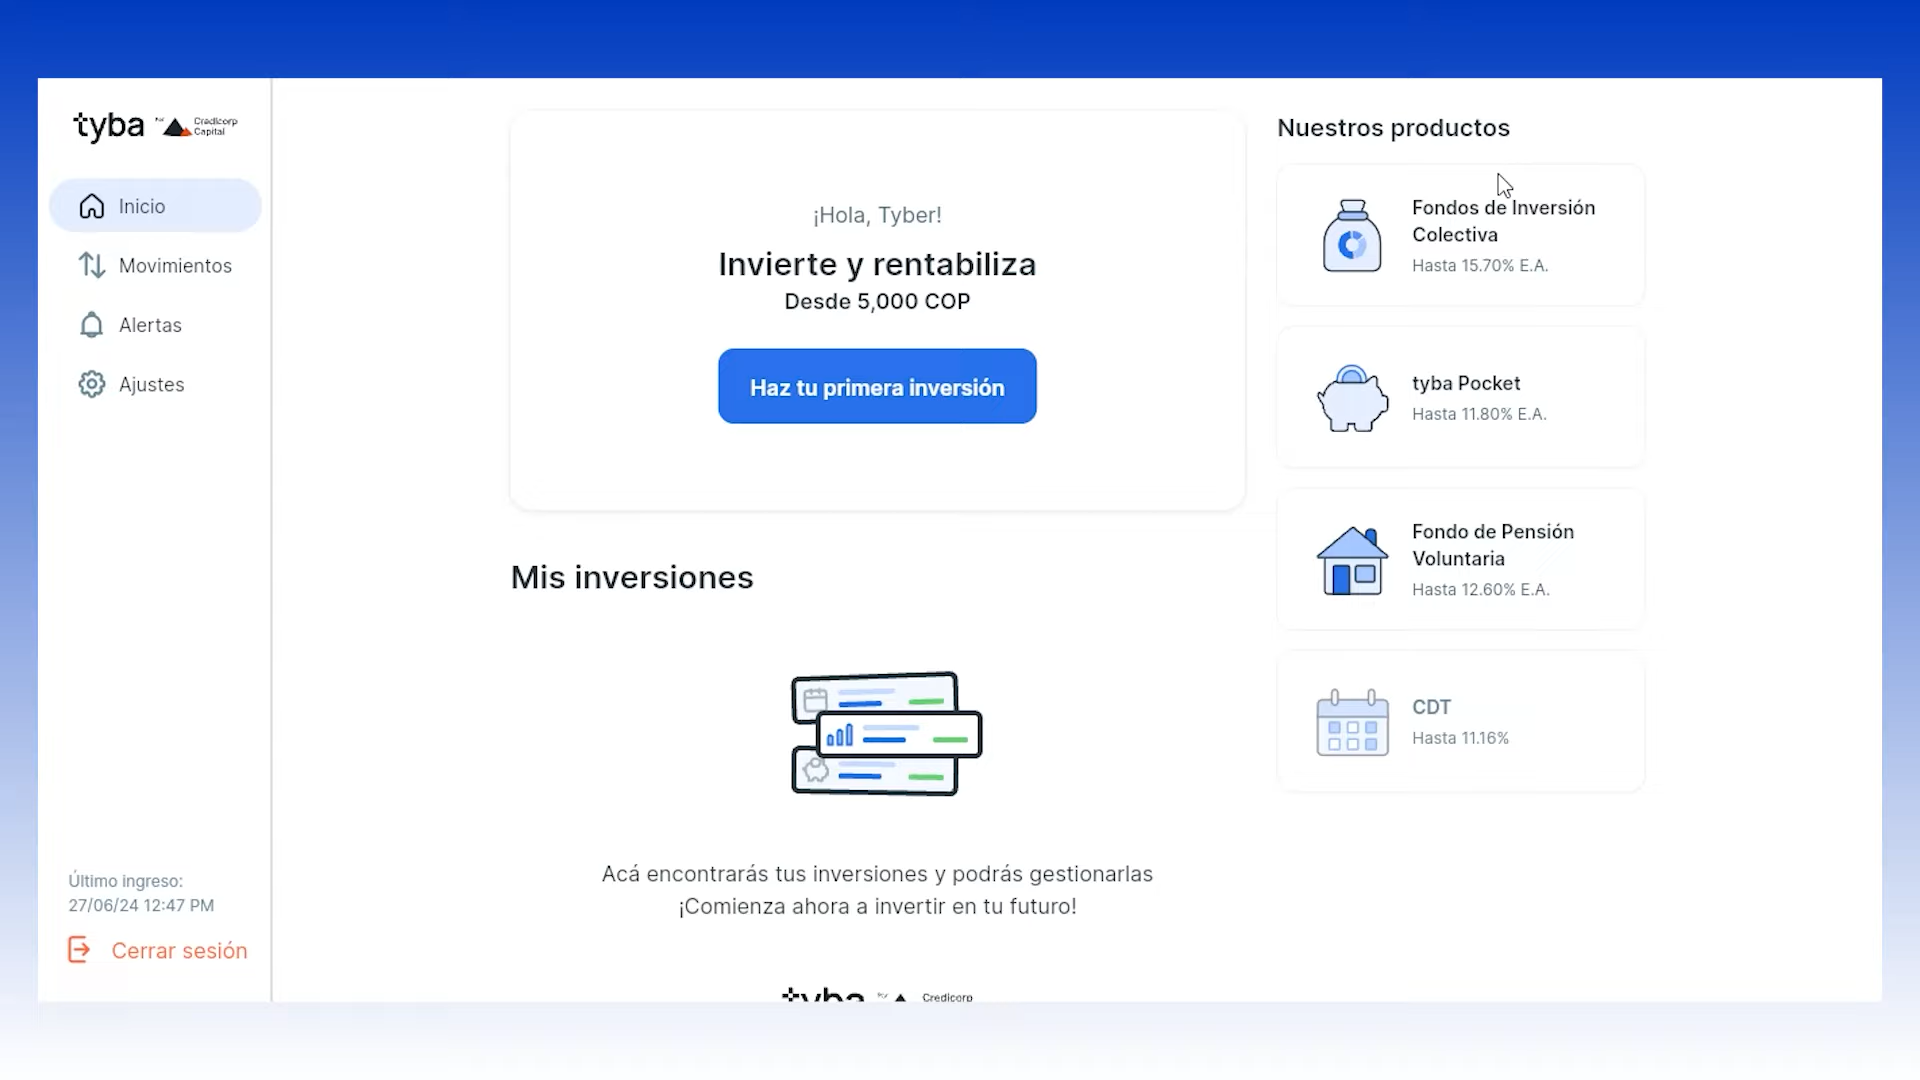 tyba
Credicorp
Capital
Inicio
Movimientos
Alertas
Ajustes
Último ingreso:
27/06/24 12:47 PM
Cerrar sesión
¡Hola, Tyber!
Invierte y rentabiliza
Desde 5,000 COP
Haz tu primera inversión
Mis inversiones
Acá encontrarás tus inversiones y podrás gestionarlas
¡Comienza ahora a invertir en tu futuro!
tyba
Credicorp
Nuestros productos
Fondos de Inversión
Colectiva
Hasta 15.70% E.A.
tyba Pocket
Hasta 11.80% E.A.
Fondo de Pensión
Voluntaria
Hasta 12.60% E.A.
CDT
Hasta 11.16%